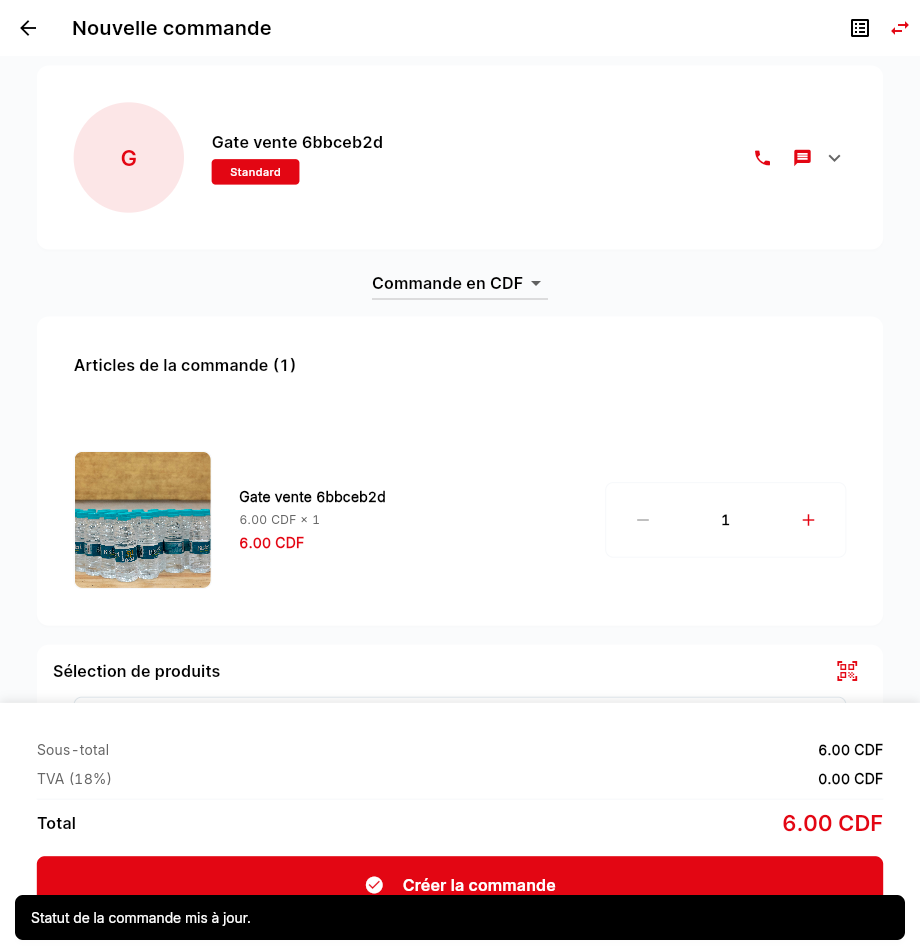 Nouvelle commande
G
Gate vente 6bbceb2d
Standard
Commande en CDF
Articles de la commande (1)
Gate vente 6bbceb2d
6.00 CDF × 1
6.00 CDF
1
Sélection de produits
Sous-total
6.00 CDF
TVA (18%)
0.00 CDF
Total
6.00 CDF
Créer la commande
Statut de la commande mis à jour.